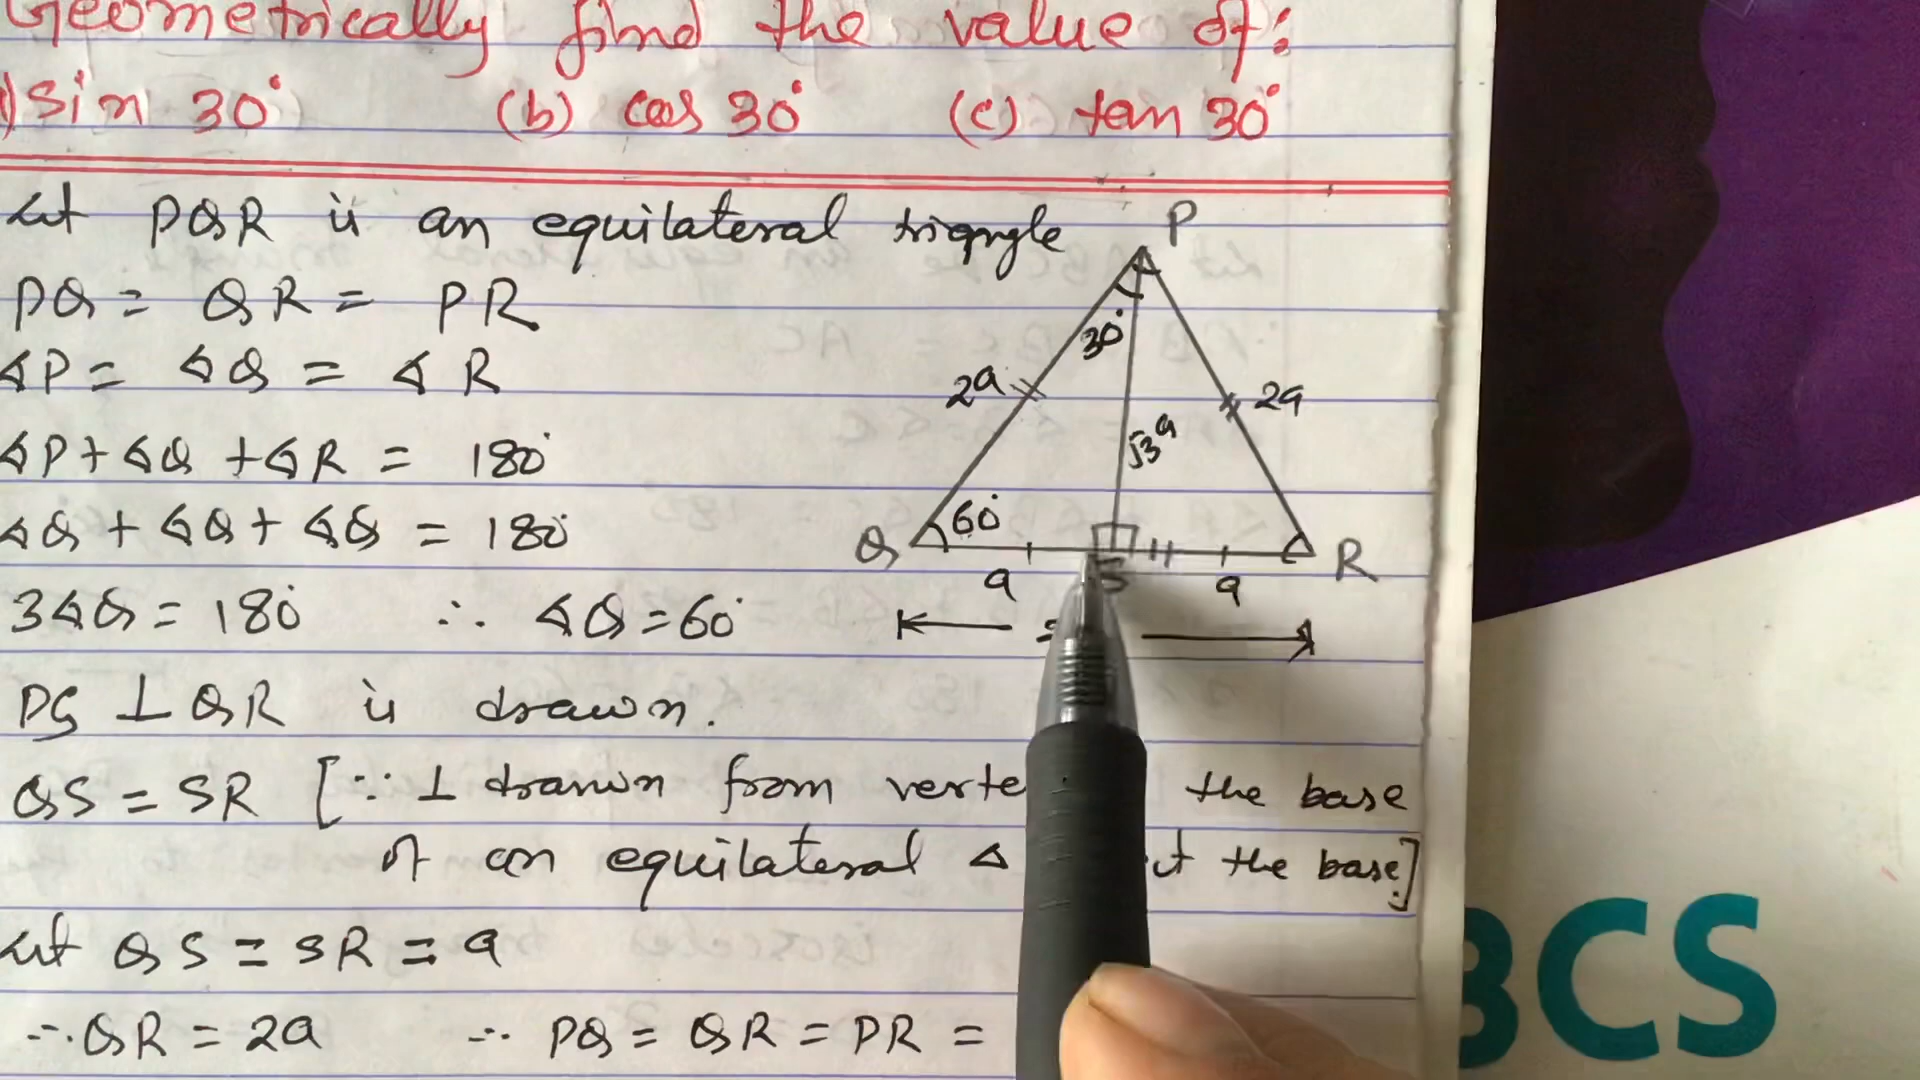 Geometrically find the value of:
) sin 30° (b) cos 30° (c) tan 30°
Let PQR is an equilateral triangle
PQ = QR = PR
∡P = ∡Q = ∡R
∡P + ∡Q + ∡R = 180°
∡Q + ∡Q + ∡Q = 180°
3∡Q = 180° ∴ ∡Q = 60°
PS ⊥ QR is drawn.
QS = SR [∵ ⊥ drawn from verte the base
of an equilateral Δ the base]
Let QS = SR = a
∴ QR = 2a ∴ PQ = QR = PR =
P
30°
2a
2a
√3a
60°
Q
S
R
a
a
BCS